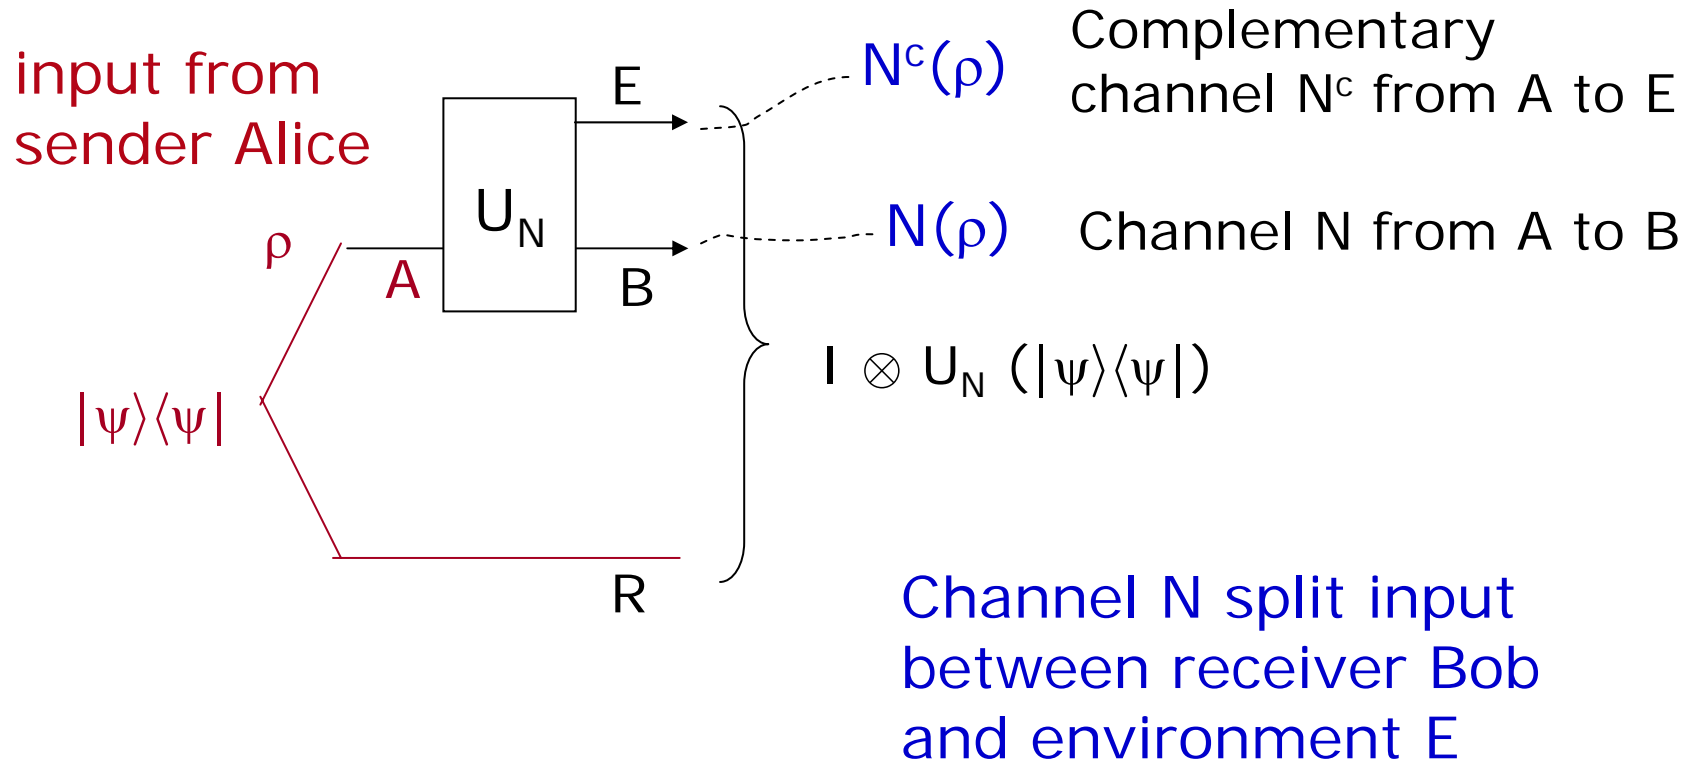 input from
sender Alice
E
Nᶜ(ρ)
Complementary
channel Nᶜ from A to E
U_N
ρ
A
B
N(ρ)
Channel N from A to B
I ⊗ U_N (|ψ⟩⟨ψ|)
|ψ⟩⟨ψ|
R
Channel N split input
between receiver Bob
and environment E